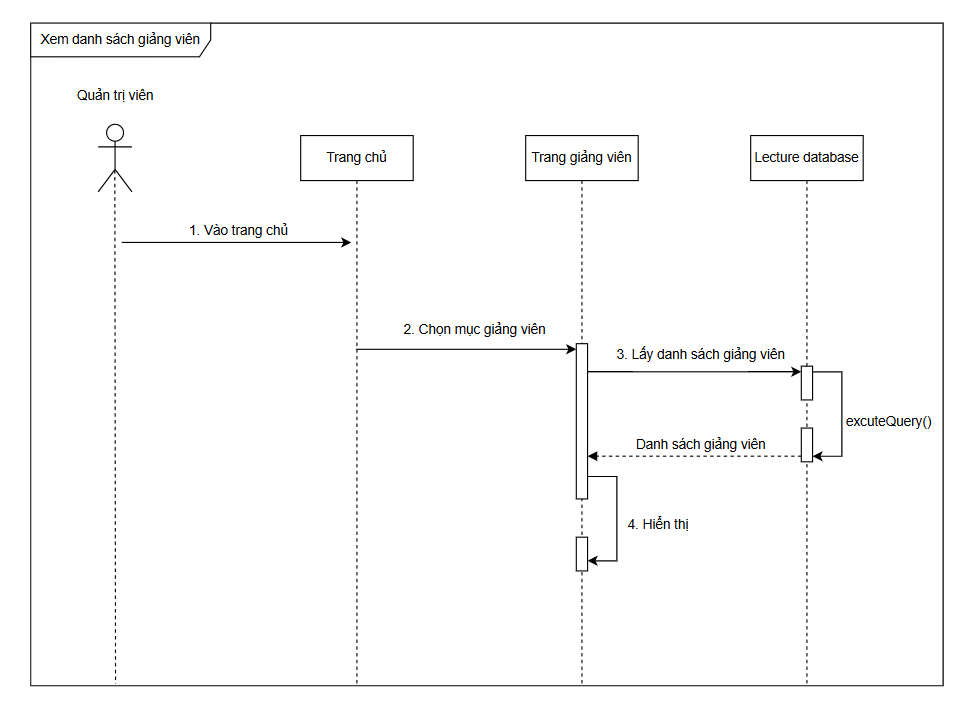 Xem danh sách giảng viên
Quản trị viên
Trang chủ
Trang giảng viên
Lecture database
1. Vào trang chủ
2. Chọn mục giảng viên
3. Lấy danh sách giảng viên
excuteQuery()
Danh sách giảng viên
4. Hiển thị